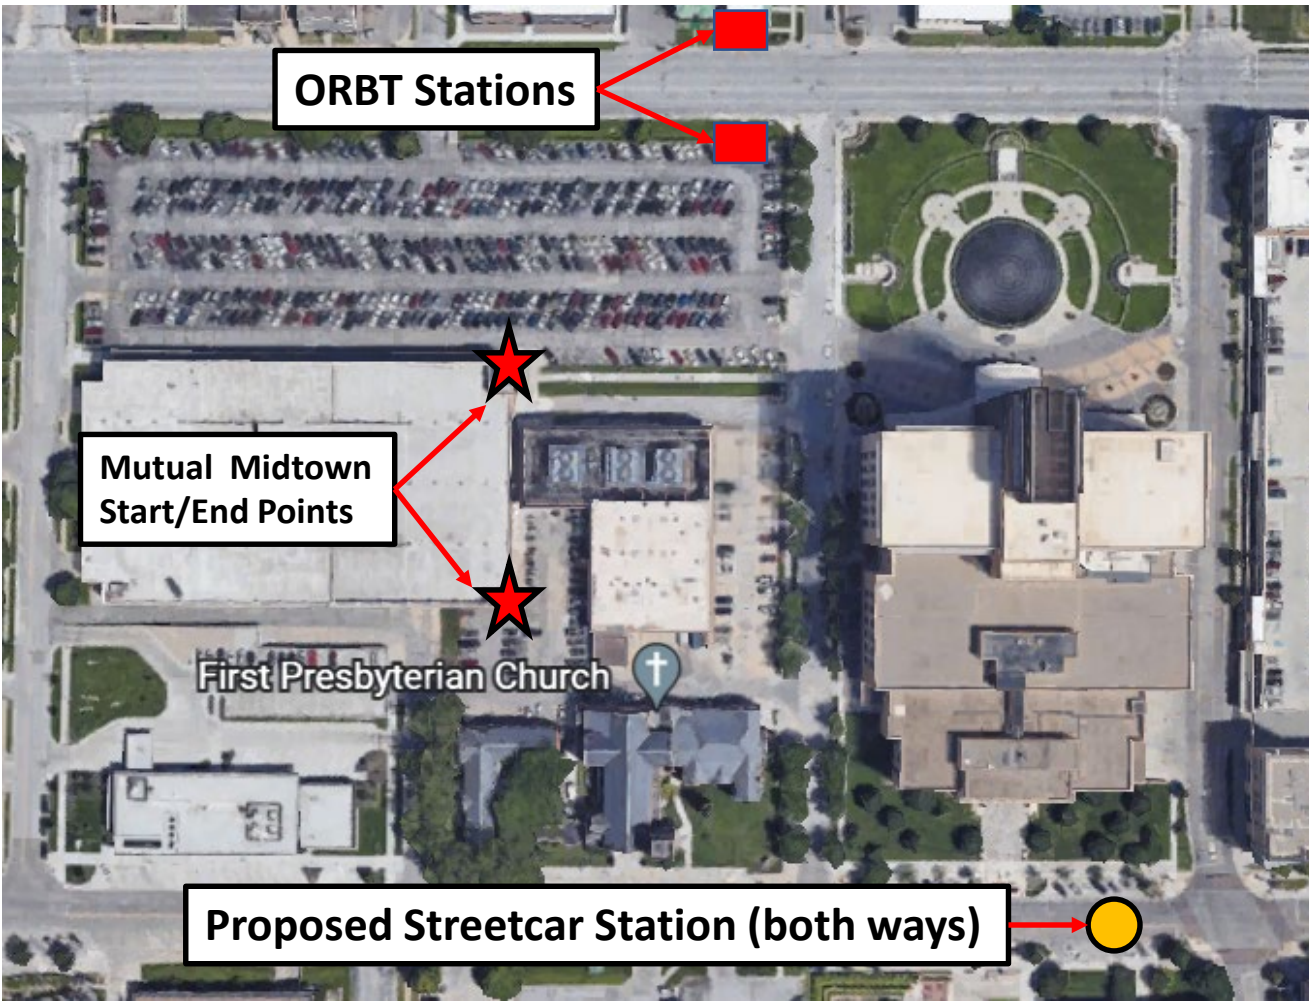 ORBT Stations
Mutual Midtown
Start/End Points
First Presbyterian Church
Proposed Streetcar Station (both ways)